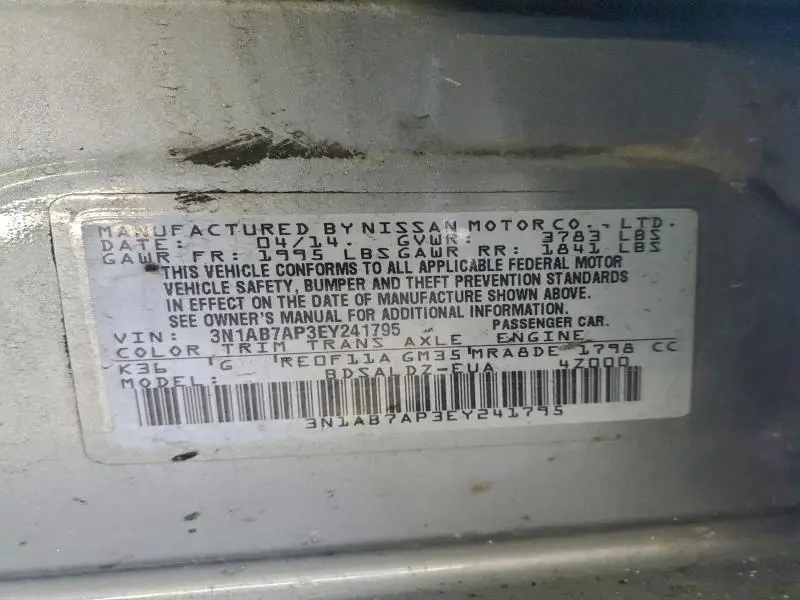 MANUFACTURED BY NISSAN MOTOR CO., LTD.
DATE: 04/14. GVWR: 3783 LBS
GAWR FR: 1995 LBS GAWR RR: 1841 LBS
THIS VEHICLE CONFORMS TO ALL APPLICABLE FEDERAL MOTOR
VEHICLE SAFETY, BUMPER AND THEFT PREVENTION STANDARDS
IN EFFECT ON THE DATE OF MANUFACTURE SHOWN ABOVE.
SEE OWNER'S MANUAL FOR ADDITIONAL INFORMATION.
VIN: 3N1AB7AP3EY241795 PASSENGER CAR.
COLOR TRIM TRANS AXLE ENGINE
K36 G RE0F11A GM35 MRA8DE 1798 CC
MODEL: BDSALDZ-EUA 4Z000
3N1AB7AP3EY241795